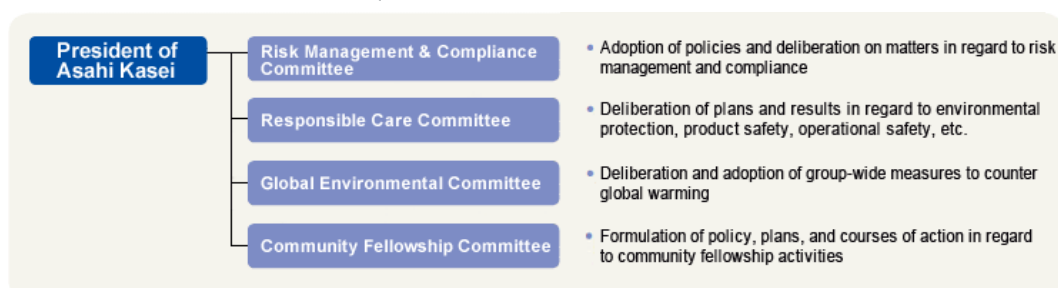 President of
Asahi Kasei
Risk Management & Compliance
Committee
• Adoption of policies and deliberation on matters in regard to risk
management and compliance
Responsible Care Committee
• Deliberation of plans and results in regard to environmental
protection, product safety, operational safety, etc.
Global Environmental Committee
• Deliberation and adoption of group-wide measures to counter
global warming
Community Fellowship Committee
• Formulation of policy, plans, and courses of action in regard
to community fellowship activities